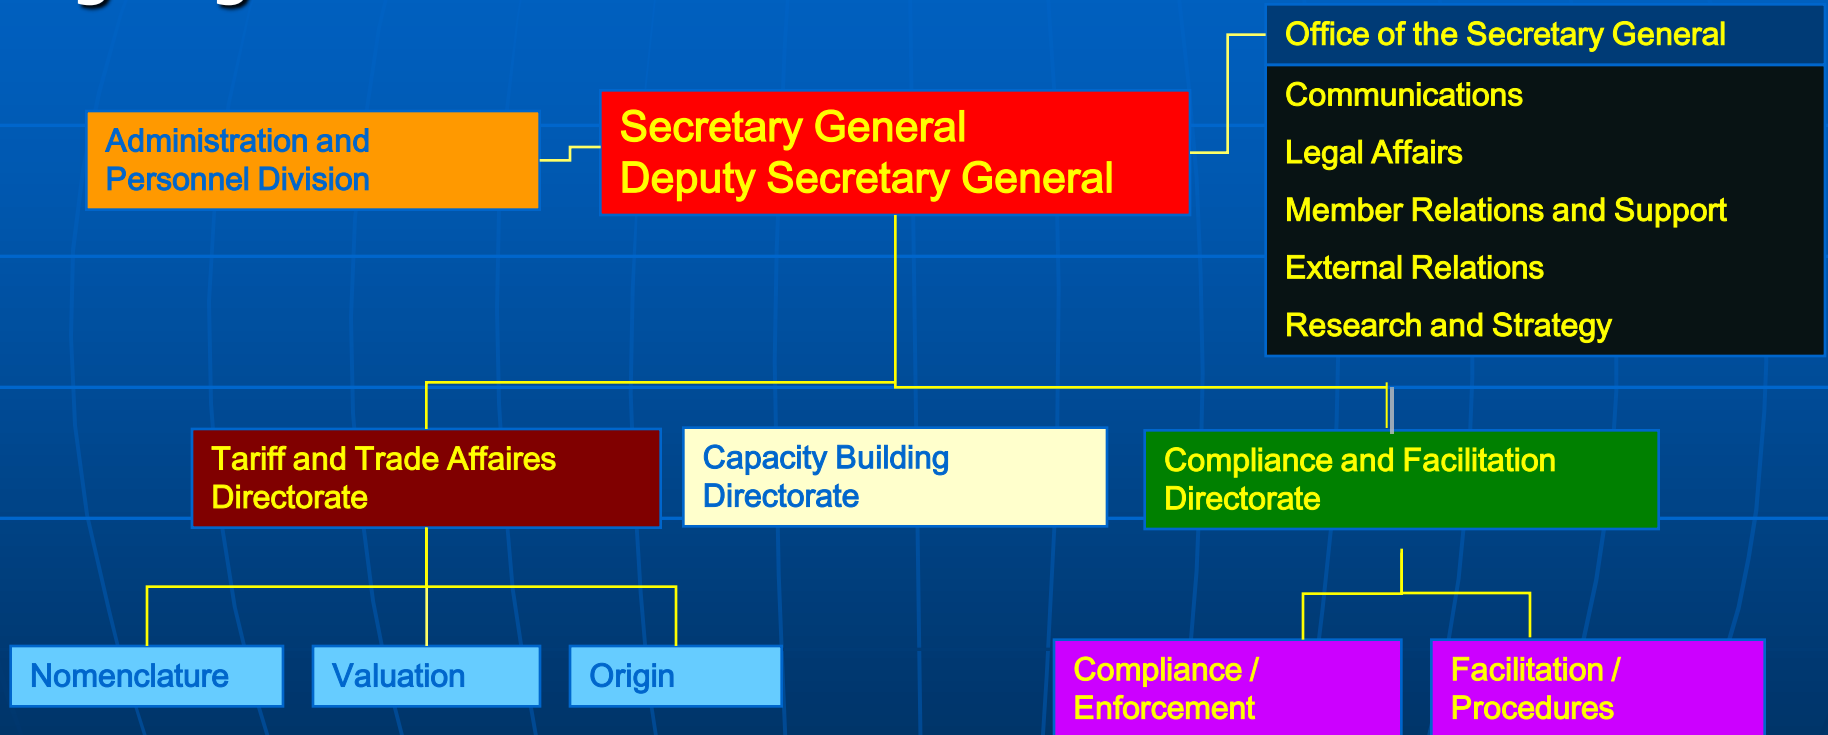 Office of the Secretary General
Communications
Legal Affairs
Member Relations and Support
External Relations
Research and Strategy
Secretary General
Deputy Secretary General
Administration and
Personnel Division
Tariff and Trade Affaires
Directorate
Capacity Building
Directorate
Compliance and Facilitation
Directorate
Nomenclature
Valuation
Origin
Compliance /
Enforcement
Facilitation /
Procedures